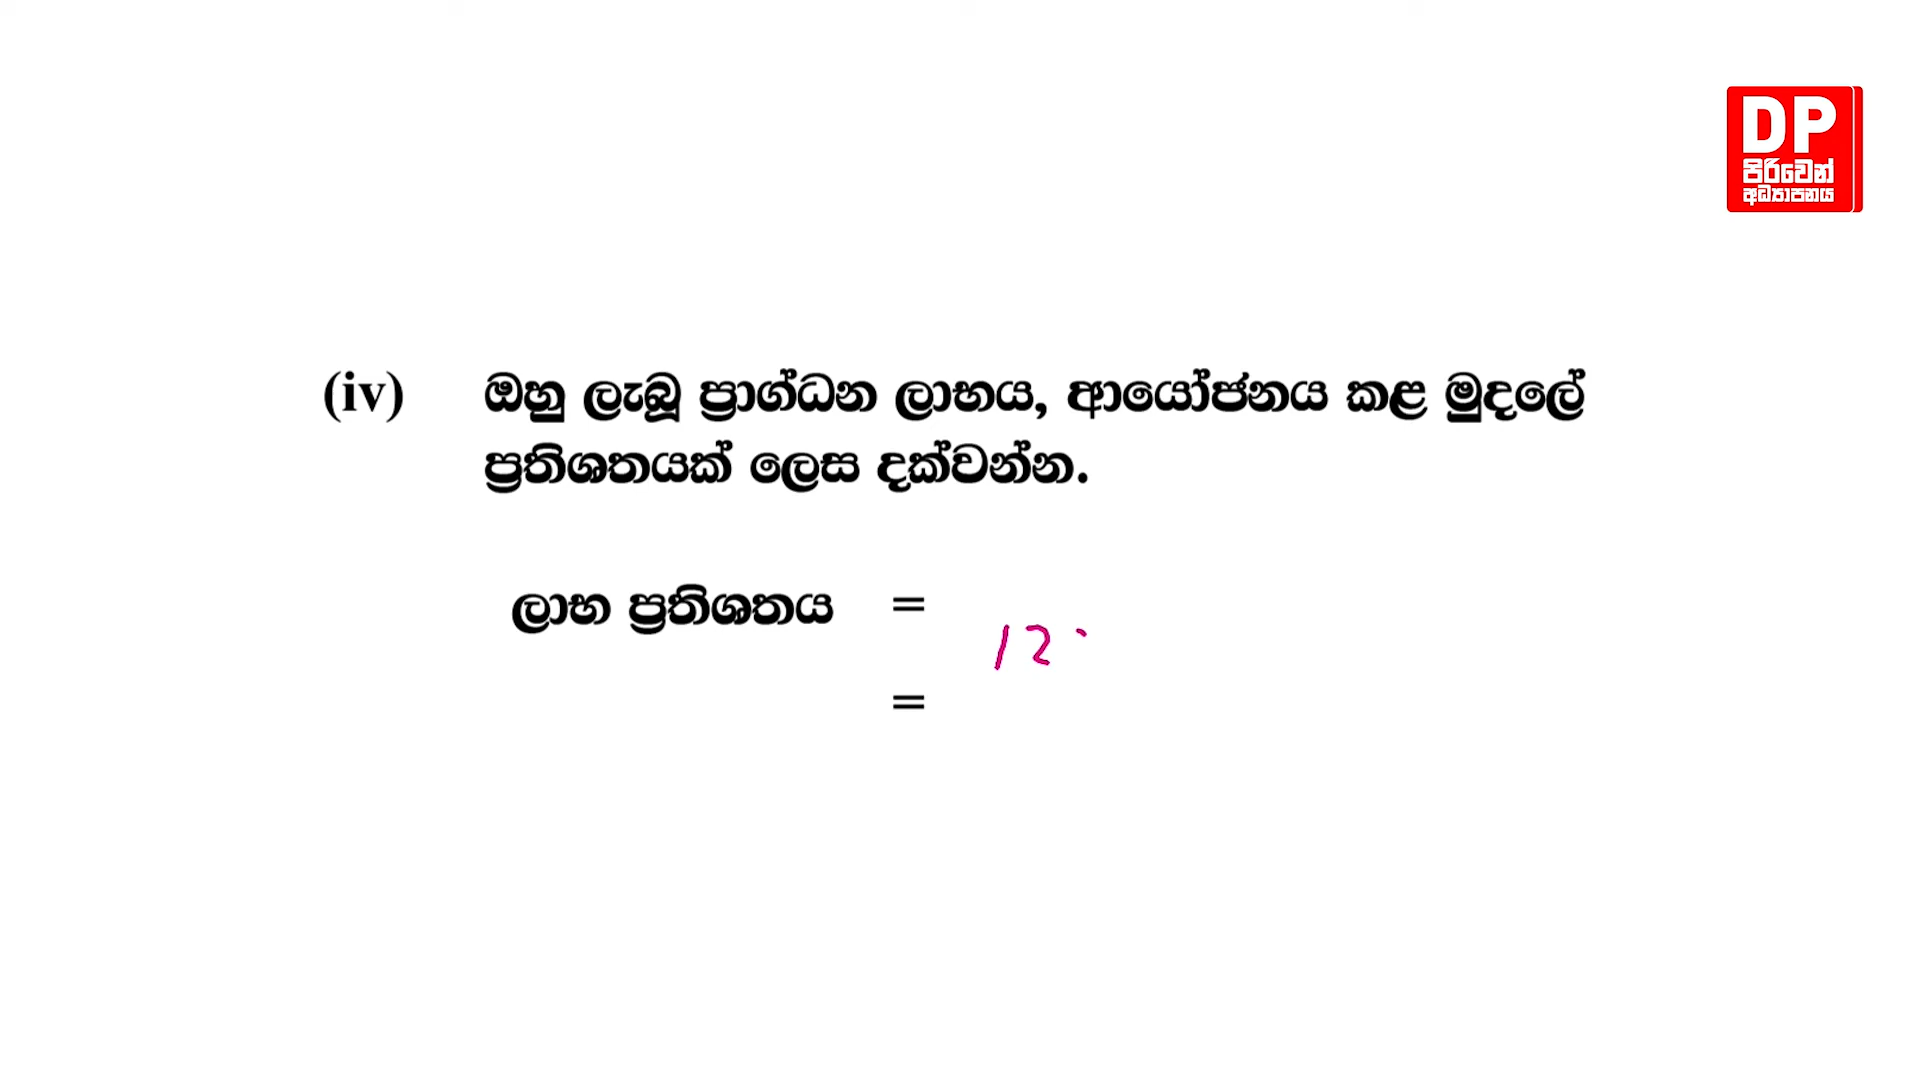 DP
පිරිවෙන්
අධ්‍යාපනය
(iv) ඔහු ලැබූ ප්‍රාග්ධන ලාභය, ආයෝජනය කළ මුදලේ
ප්‍රතිශතයක් ලෙස දක්වන්න.
ලාභ ප්‍රතිශතය =
12
=